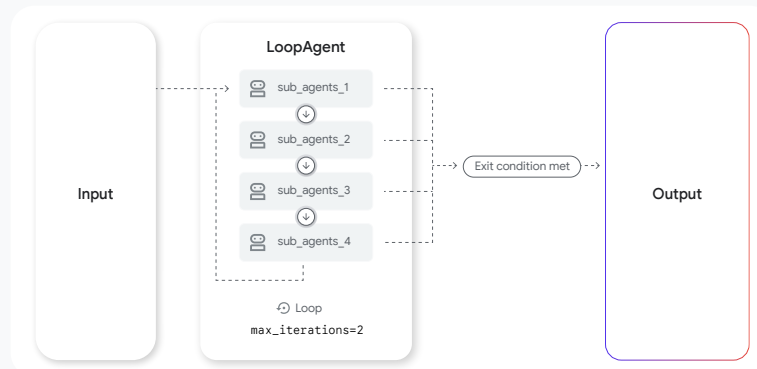 Input
LoopAgent
sub_agents_1
sub_agents_2
sub_agents_3
sub_agents_4
Loop
max_iterations=2
Exit condition met
Output